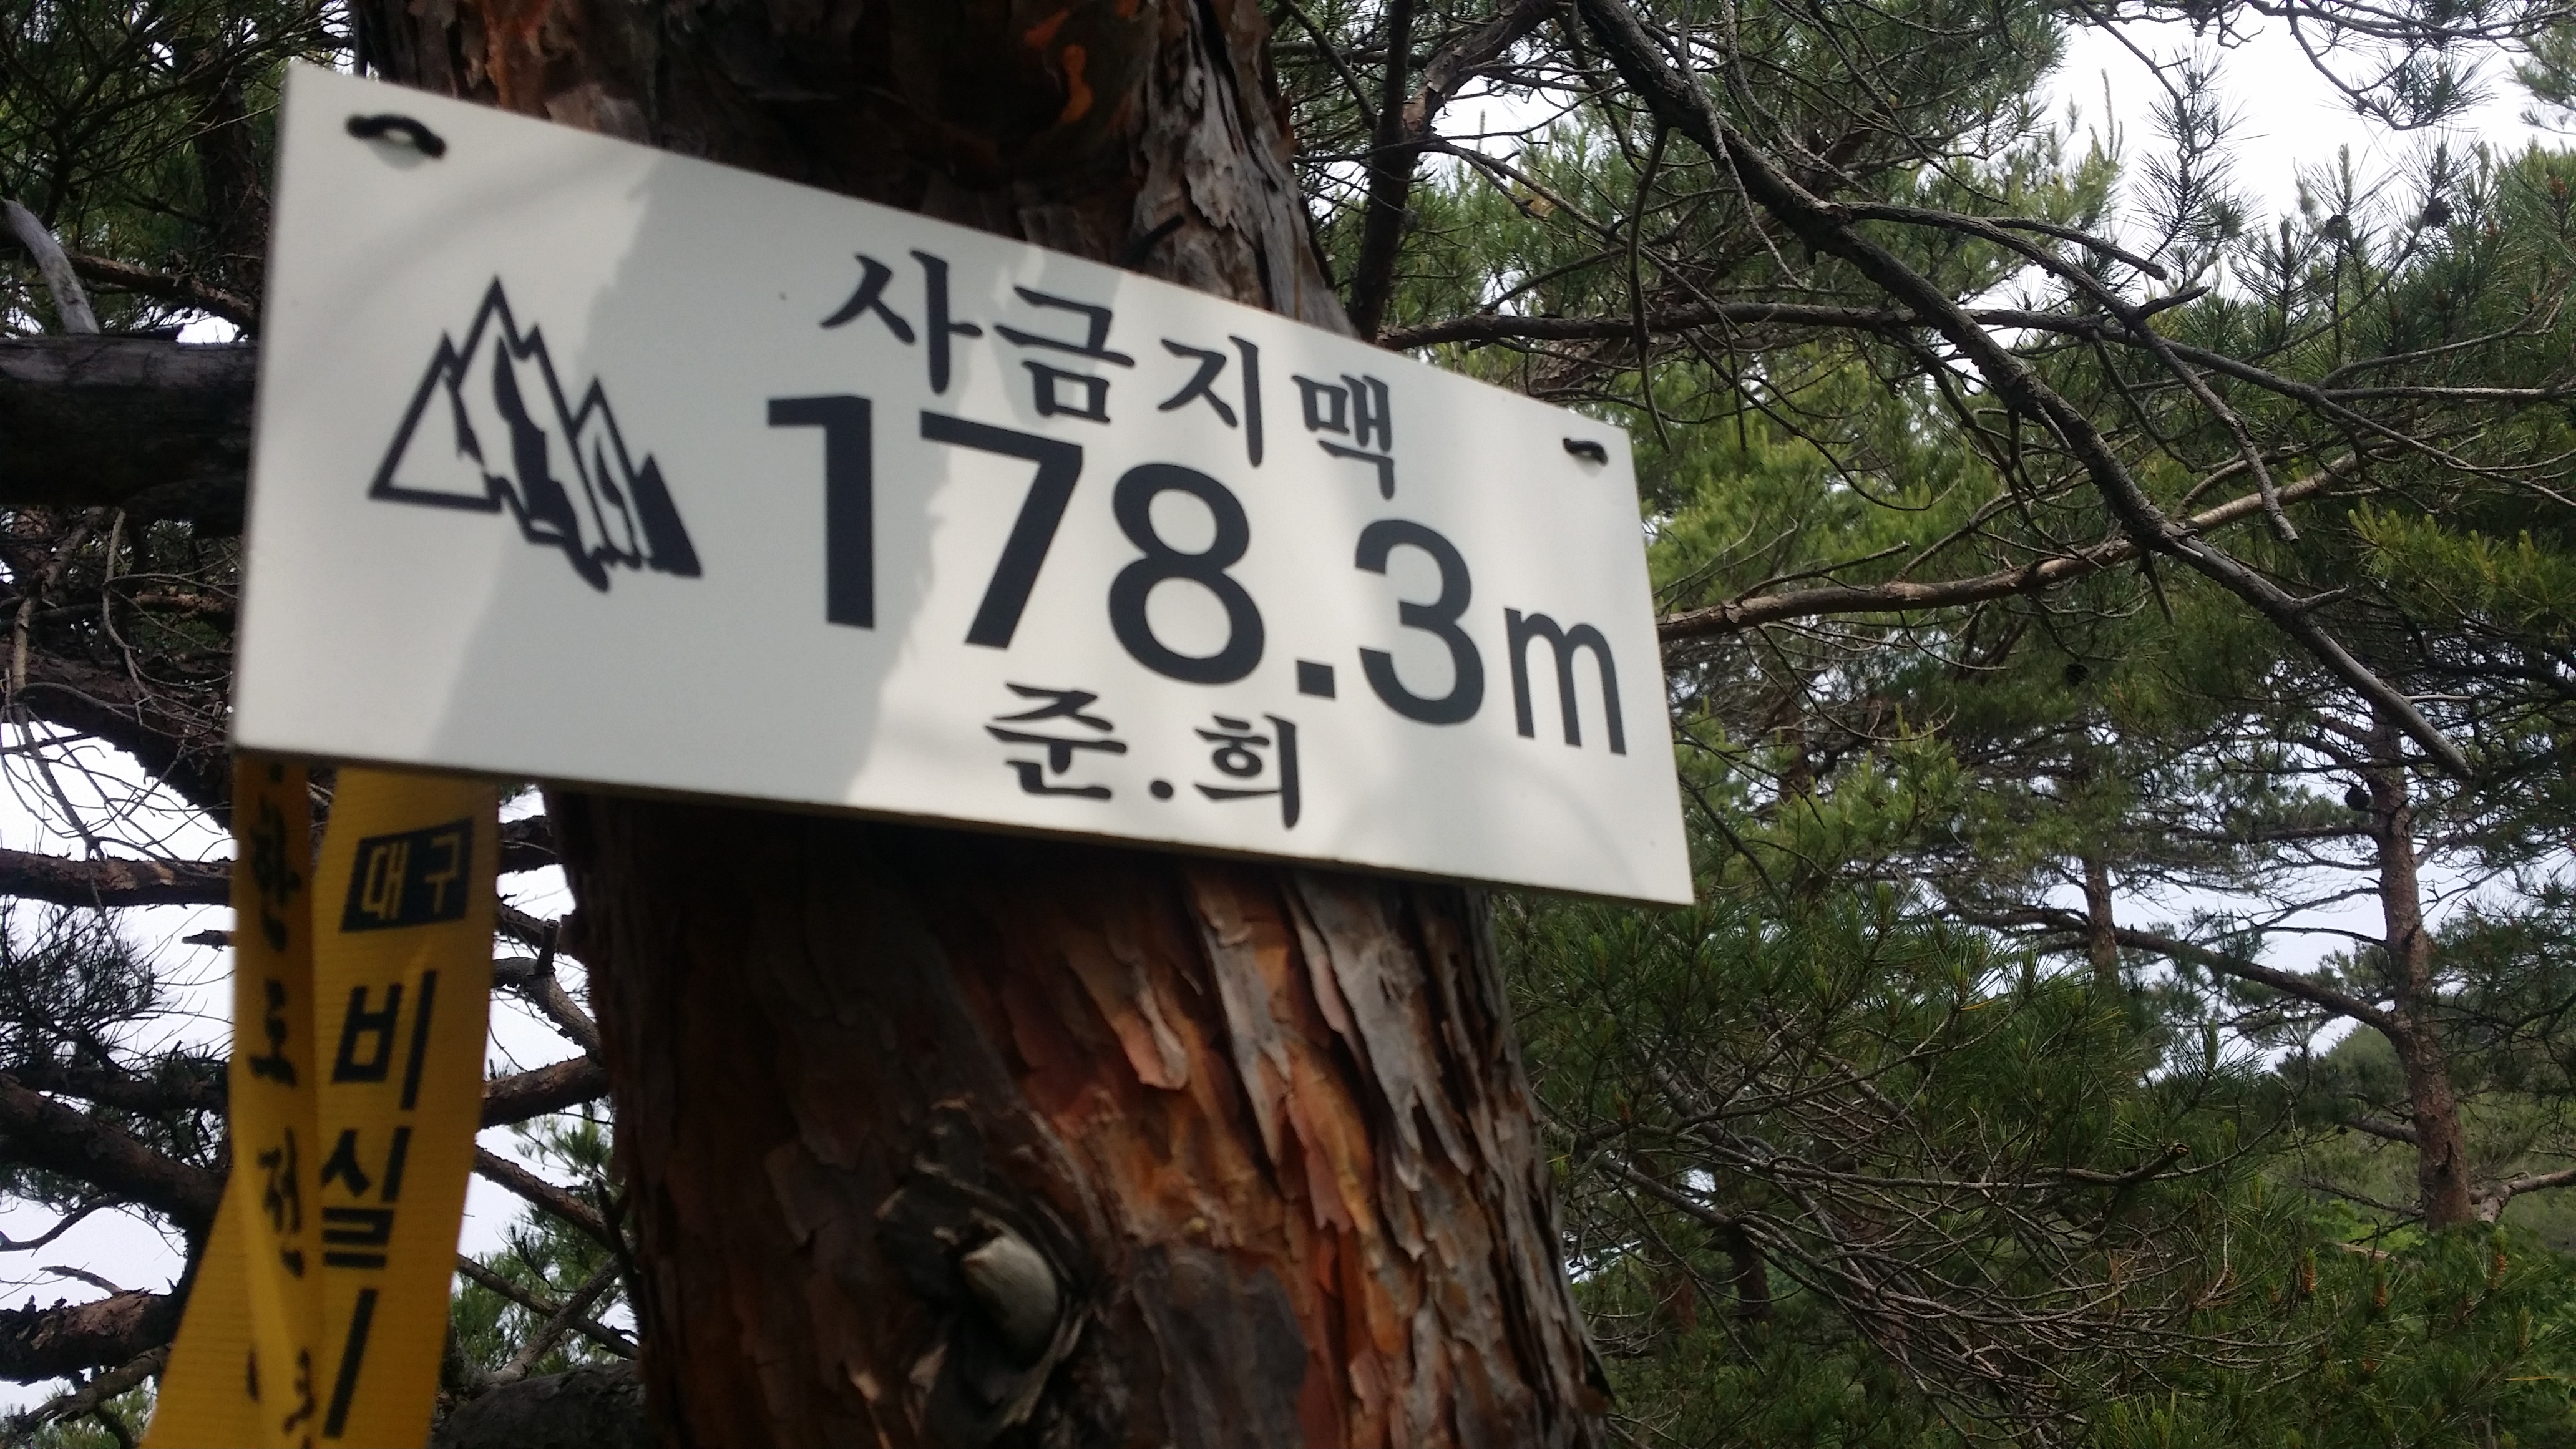 사금지맥
178.3m
준.희
대구
비실이